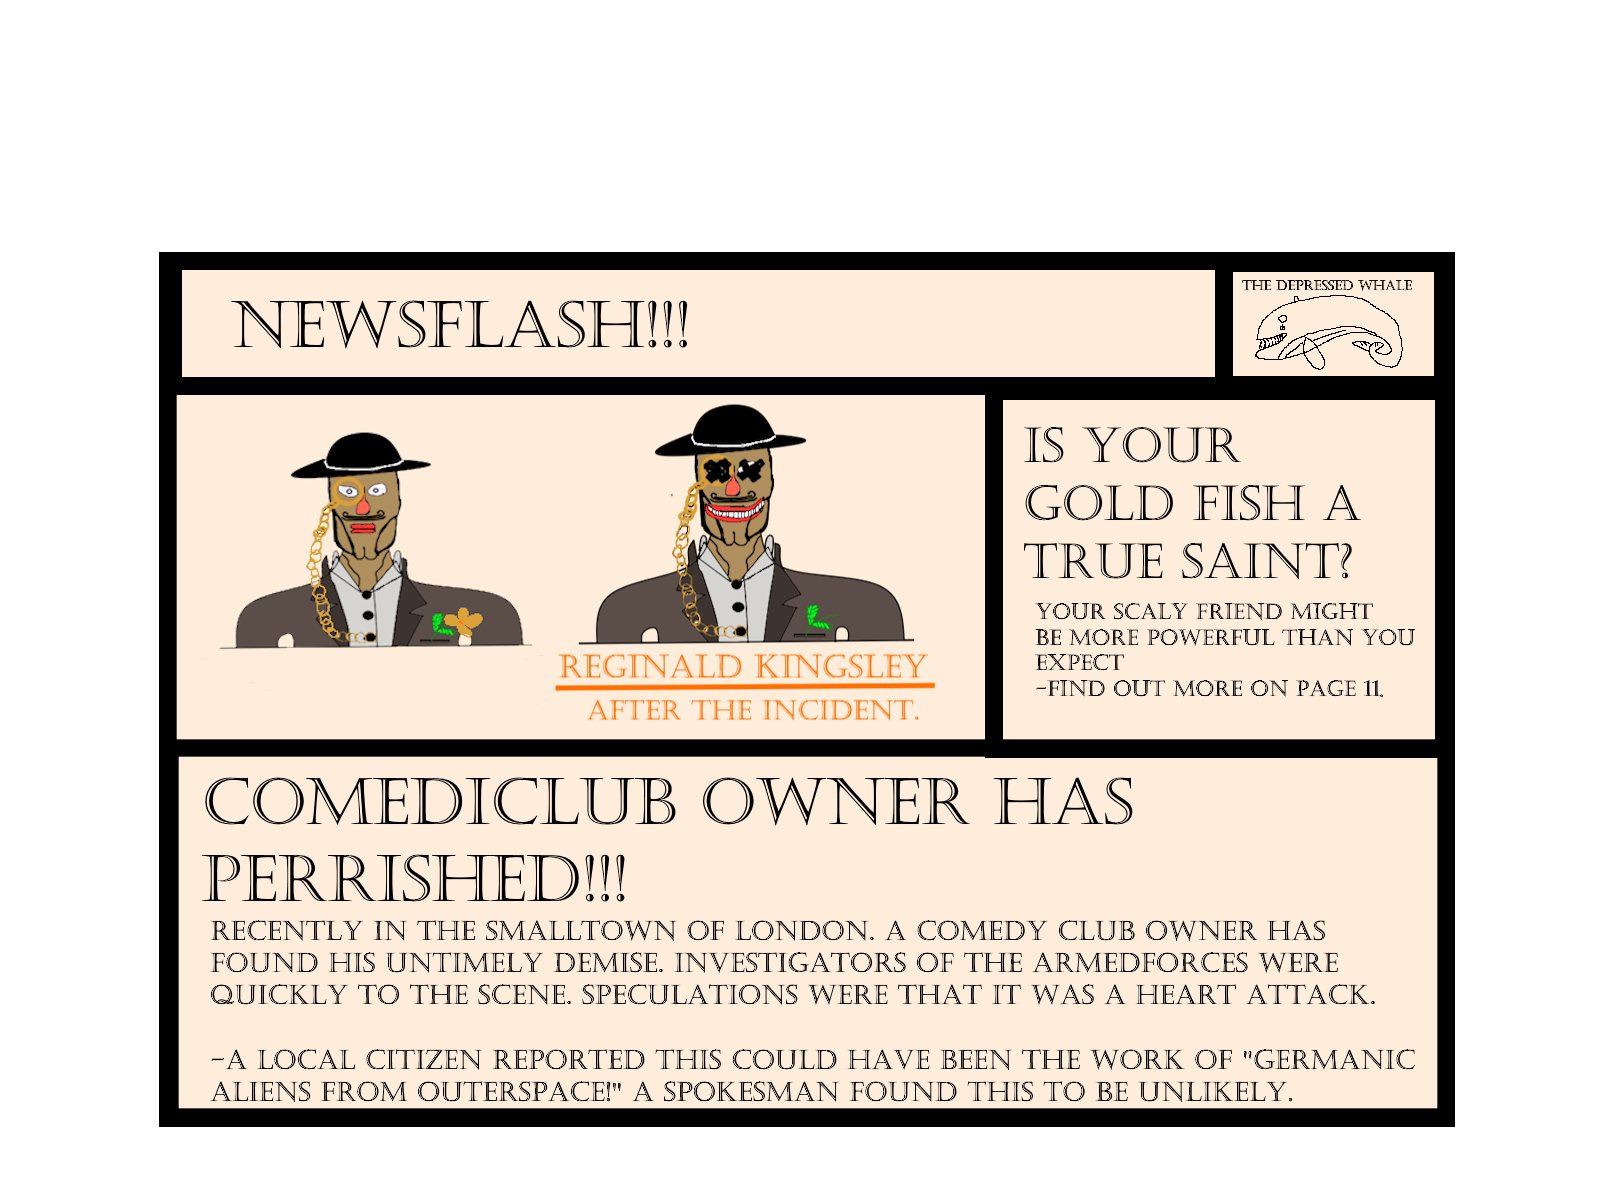 NEWSFLASH!!!
THE DEPRESSED WHALE
REGINALD KINGSLEY
AFTER THE INCIDENT.
IS YOUR
GOLD FISH A
TRUE SAINT?
YOUR SCALY FRIEND MIGHT
BE MORE POWERFUL THAN YOU
EXPECT
-FIND OUT MORE ON PAGE 11.
COMEDICLUB OWNER HAS
PERRISHED!!!
RECENTLY IN THE SMALLTOWN OF LONDON. A COMEDY CLUB OWNER HAS
FOUND HIS UNTIMELY DEMISE. INVESTIGATORS OF THE ARMEDFORCES WERE
QUICKLY TO THE SCENE. SPECULATIONS WERE THAT IT WAS A HEART ATTACK.
-A LOCAL CITIZEN REPORTED THIS COULD HAVE BEEN THE WORK OF "GERMANIC
ALIENS FROM OUTERSPACE!" A SPOKESMAN FOUND THIS TO BE UNLIKELY.